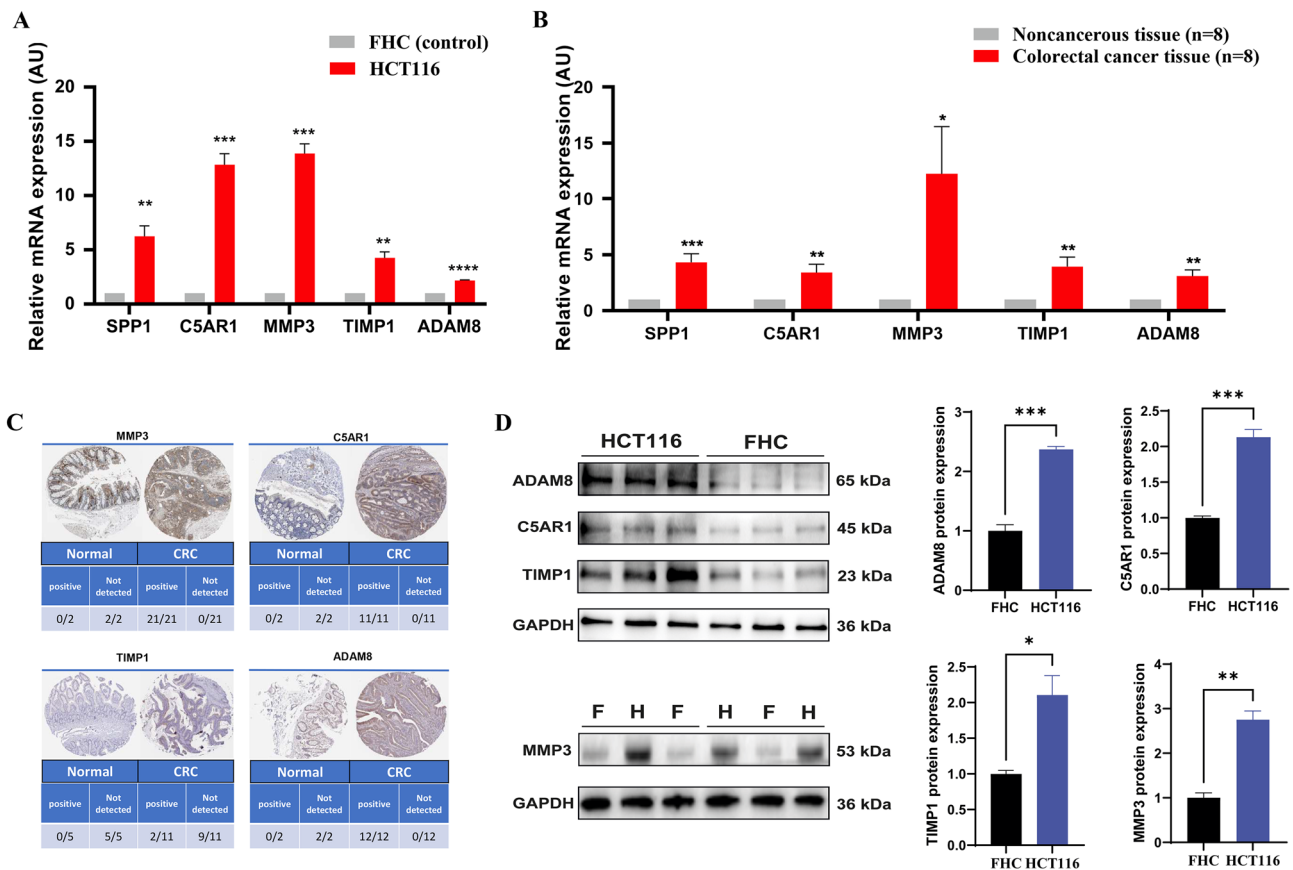 A
FHC (control)
HCT116
Relative mRNA expression (AU)
20
15
10
5
0
**
***
***
**
****
SPP1 C5AR1 MMP3 TIMP1 ADAM8
B
Noncancerous tissue (n=8)
Colorectal cancer tissue (n=8)
Relative mRNA expression (AU)
20
15
10
5
0
***
**
*
**
**
SPP1 C5AR1 MMP3 TIMP1 ADAM8
C
MMP3
Normal CRC
positive Not detected positive Not detected
0/2 2/2 21/21 0/21
C5AR1
Normal CRC
positive Not detected positive Not detected
0/2 2/2 11/11 0/11
TIMP1
Normal CRC
positive Not detected positive Not detected
0/5 5/5 2/11 9/11
ADAM8
Normal CRC
positive Not detected positive Not detected
0/2 2/2 12/12 0/12
D
HCT116 FHC
ADAM8 65 kDa
C5AR1 45 kDa
TIMP1 23 kDa
GAPDH 36 kDa
F H F H F H
MMP3 53 kDa
GAPDH 36 kDa
ADAM8 protein expression
3
2
1
0
***
FHC HCT116
C5AR1 protein expression
2.5
2.0
1.5
1.0
0.5
0.0
***
FHC HCT116
TIMP1 protein expression
2.5
2.0
1.5
1.0
0.5
0.0
*
FHC HCT116
MMP3 protein expression
4
3
2
1
0
**
FHC HCT116